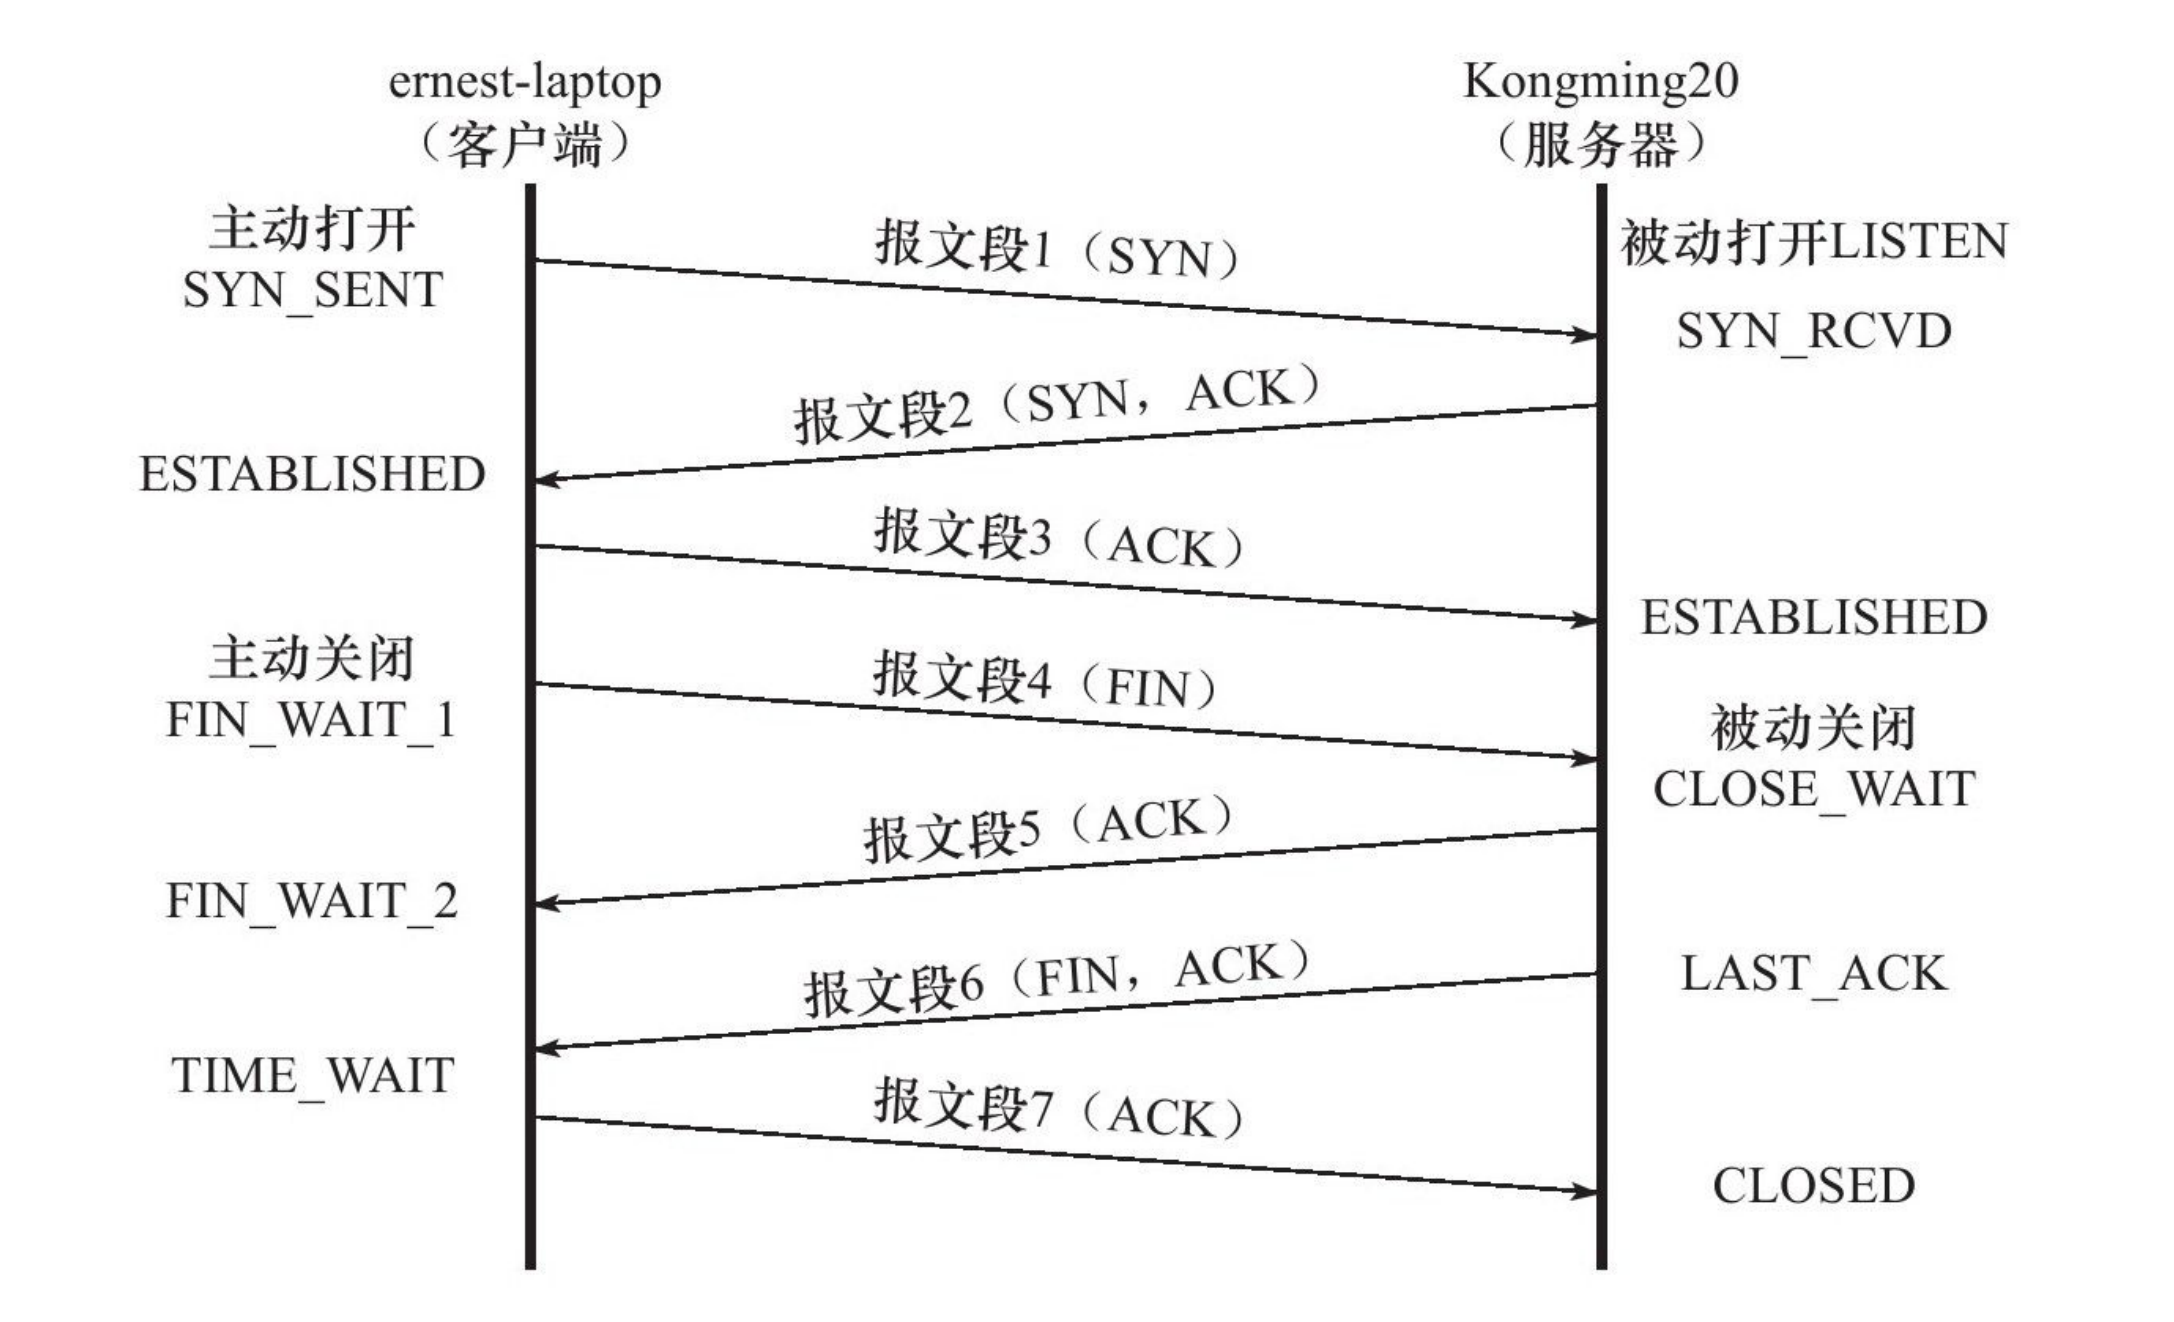 ernest-laptop
（客户端）
Kongming20
（服务器）
主动打开
SYN_SENT
报文段1（SYN）
被动打开LISTEN
SYN_RCVD
报文段2（SYN，ACK）
ESTABLISHED
报文段3（ACK）
ESTABLISHED
主动关闭
FIN_WAIT_1
报文段4（FIN）
被动关闭
CLOSE_WAIT
报文段5（ACK）
FIN_WAIT_2
报文段6（FIN，ACK）
LAST_ACK
TIME_WAIT
报文段7（ACK）
CLOSED